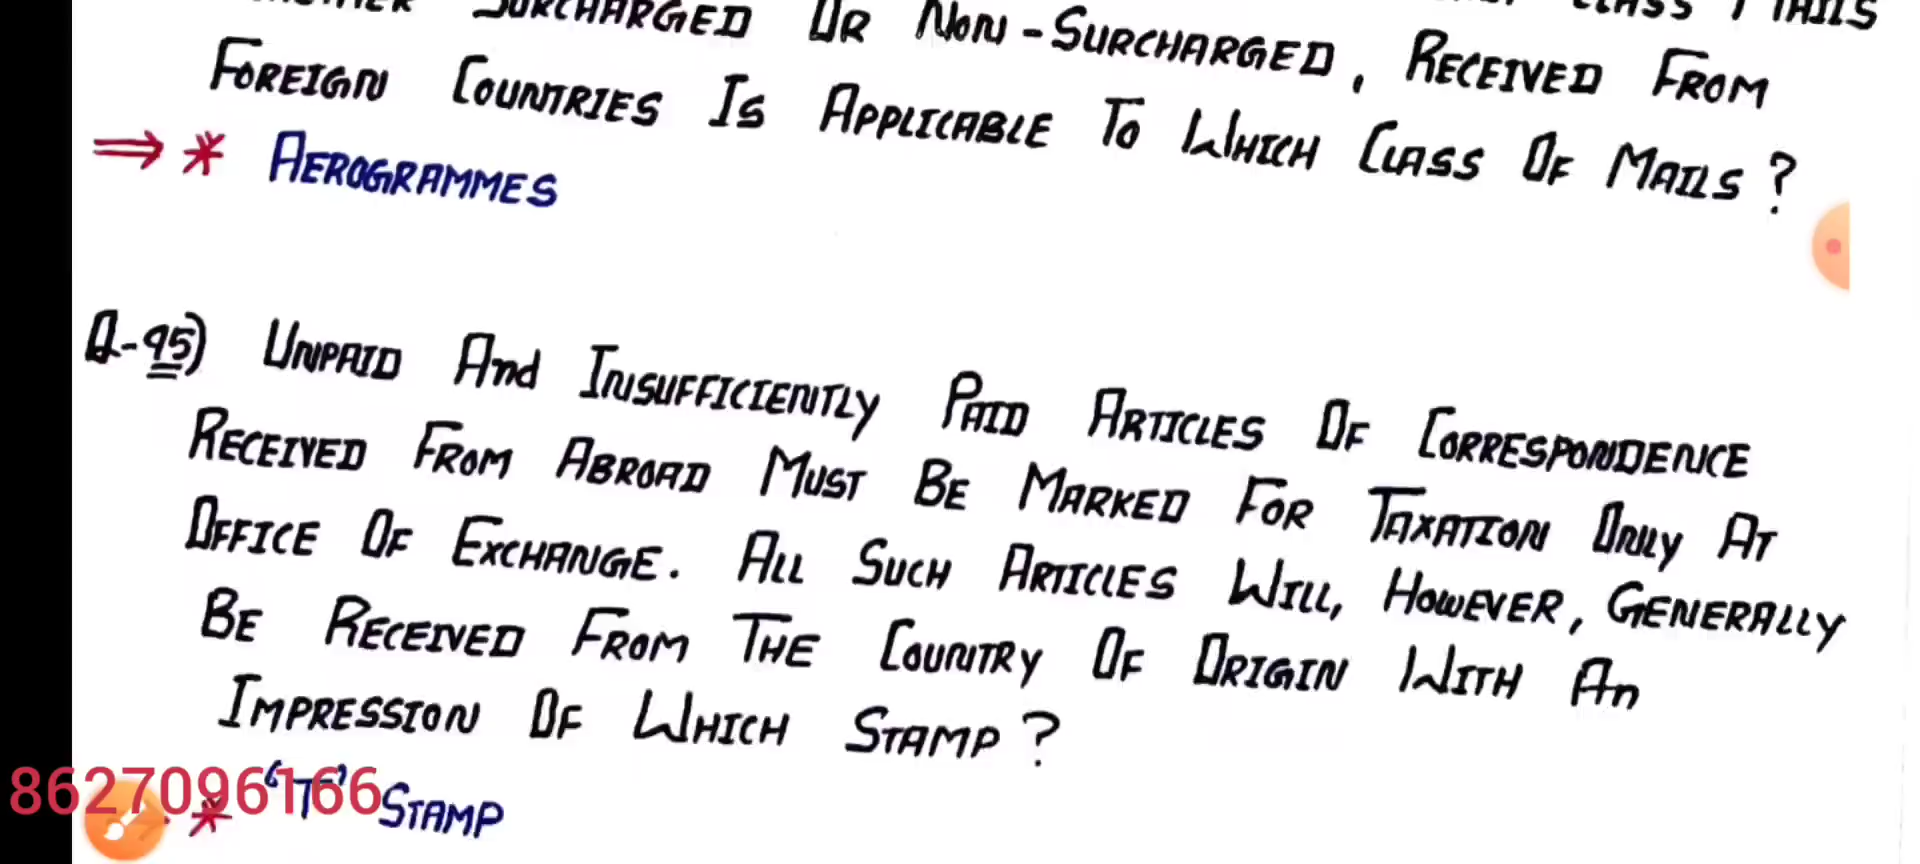 SURCHARGED OR NON-SURCHARGED, RECEIVED FROM
FOREIGN COUNTRIES IS APPLICABLE TO WHICH CLASS OF MAILS?
⇒ * AEROGRAMMES
Q-95) UNPAID And INSUFFICIENTLY PAID ARTICLES OF CORRESPONDENCE
RECEIVED FROM ABROAD MUST BE MARKED FOR TAXATION ONLY AT
OFFICE OF EXCHANGE. ALL SUCH ARTICLES WILL, HOWEVER, GENERALLY
BE RECEIVED FROM THE COUNTRY OF ORIGIN WITH An
IMPRESSION OF WHICH STAMP?
* "T" STAMP
8627096166